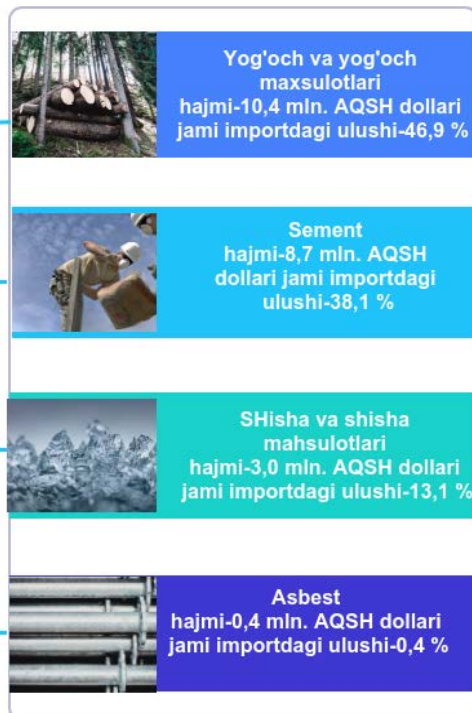 Yog'och va yog'och
maxsulotlari
hajmi-10,4 mln. AQSH dollari
jami importdagi ulushi-46,9 %
Sement
hajmi-8,7 mln. AQSH
dollari jami importdagi
ulushi-38,1 %
SHisha va shisha
mahsulotlari
hajmi-3,0 mln. AQSH dollari
jami importdagi ulushi-13,1 %
Asbest
hajmi-0,4 mln. AQSH dollari
jami importdagi ulushi-0,4 %